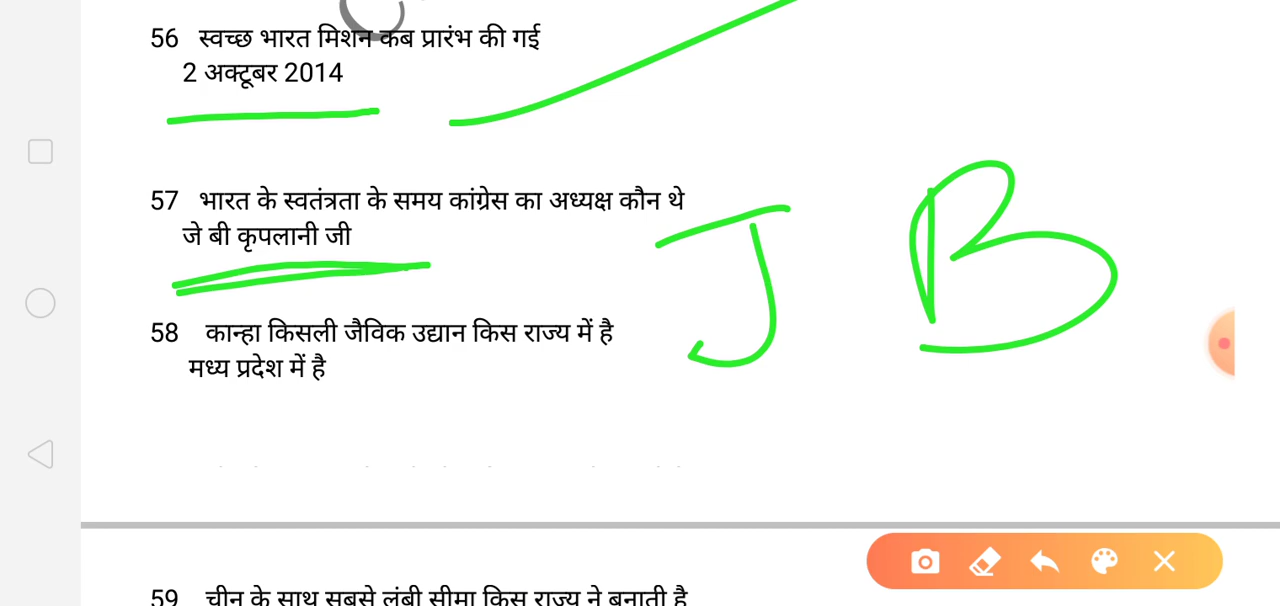 56 स्वच्छ भारत मिशन कब प्रारंभ की गई
2 अक्टूबर 2014
57 भारत के स्वतंत्रता के समय कांग्रेस का अध्यक्ष कौन थे
जे बी कृपलानी जी
J B
58 कान्हा किसली जैविक उद्यान किस राज्य में है
मध्य प्रदेश में है
59 चीन के साथ सबसे लंबी सीमा किस राज्य ने बनाती है